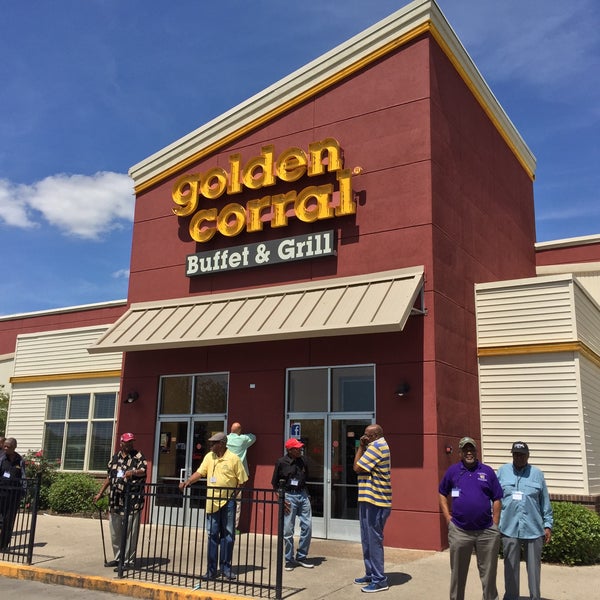 golden
corral
Buffet & Grill
f